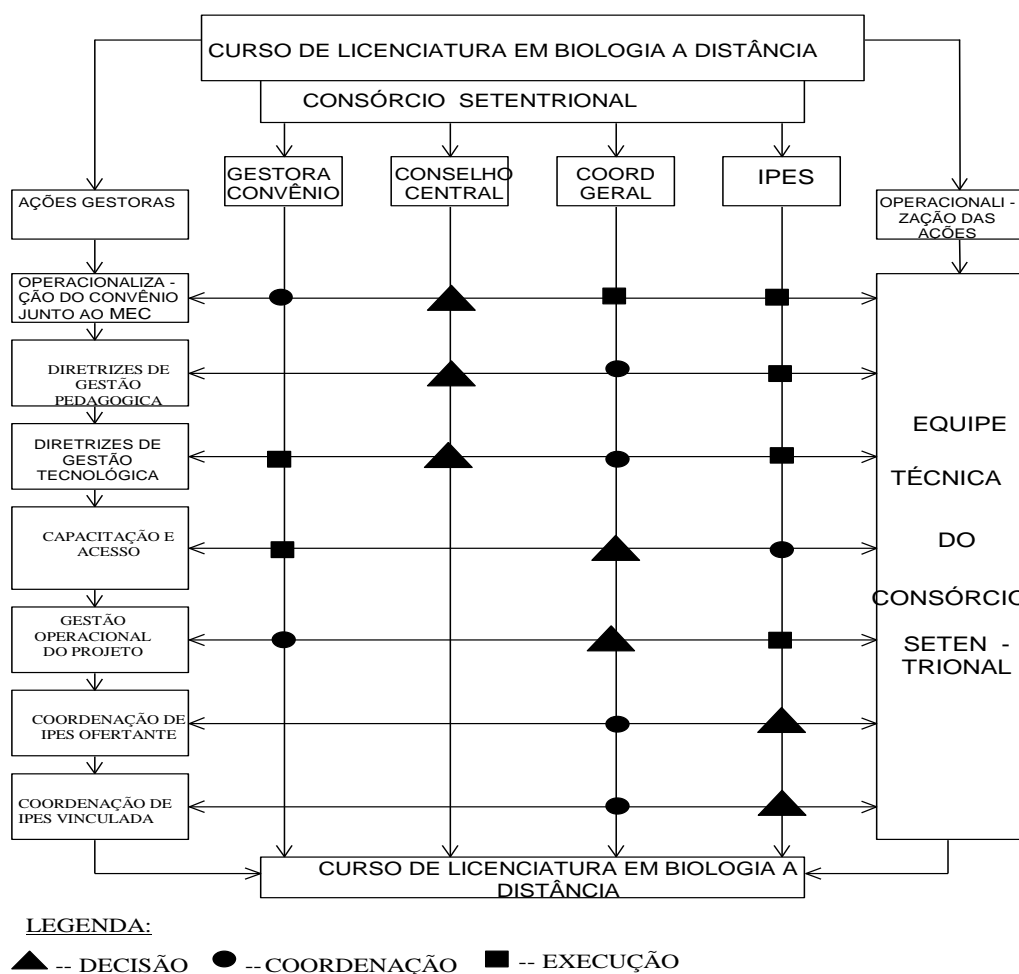 CURSO DE LICENCIATURA EM BIOLOGIA A DISTÂNCIA
CONSÓRCIO SETENTRIONAL
GESTORA
CONVÊNIO
CONSELHO
CENTRAL
COORD
GERAL
IPES
AÇÕES GESTORAS
OPERACIONALI -
ZAÇÃO DAS
AÇÕES
OPERACIONALIZA -
ÇÃO DO CONVÊNIO
JUNTO AO MEC
DIRETRIZES DE
GESTÃO
PEDAGOGICA
DIRETRIZES DE
GESTÃO
TECNOLÓGICA
CAPACITAÇÃO E
ACESSO
GESTÃO
OPERACIONAL
DO PROJETO
COORDENAÇÃO DE
IPES OFERTANTE
COORDENAÇÃO DE
IPES VINCULADA
EQUIPE
TÉCNICA
DO
CONSÓRCIO
SETEN -
TRIONAL
CURSO DE LICENCIATURA EM BIOLOGIA A
DISTÂNCIA
LEGENDA:
-- DECISÃO -- COORDENAÇÃO -- EXECUÇÃO